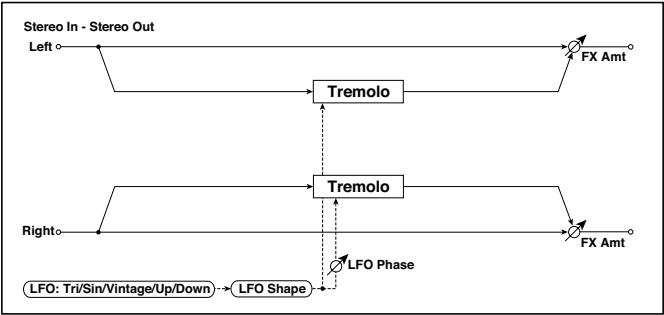 Stereo In - Stereo Out
Left
FX Amt
Tremolo
Tremolo
Right
FX Amt
LFO Phase
LFO: Tri/Sin/Vintage/Up/Down
LFO Shape